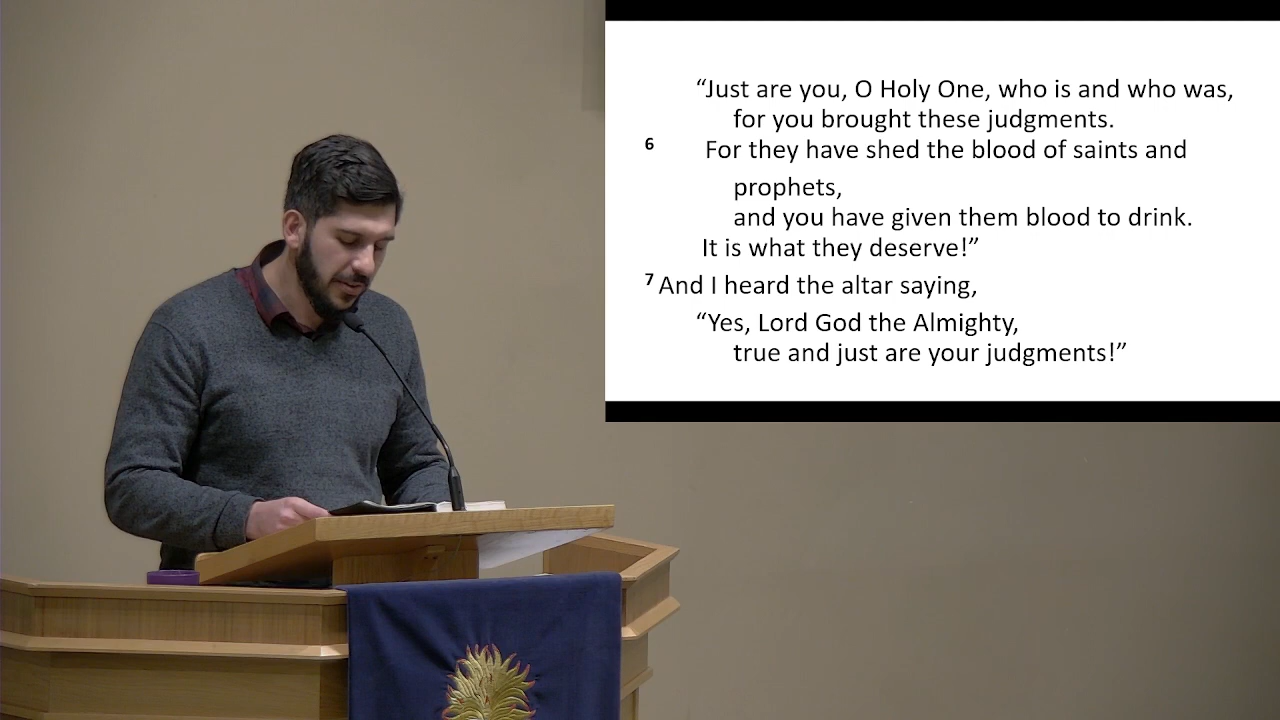 “Just are you, O Holy One, who is and who was,
for you brought these judgments.
6 For they have shed the blood of saints and
prophets,
and you have given them blood to drink.
It is what they deserve!”
7 And I heard the altar saying,
“Yes, Lord God the Almighty,
true and just are your judgments!”